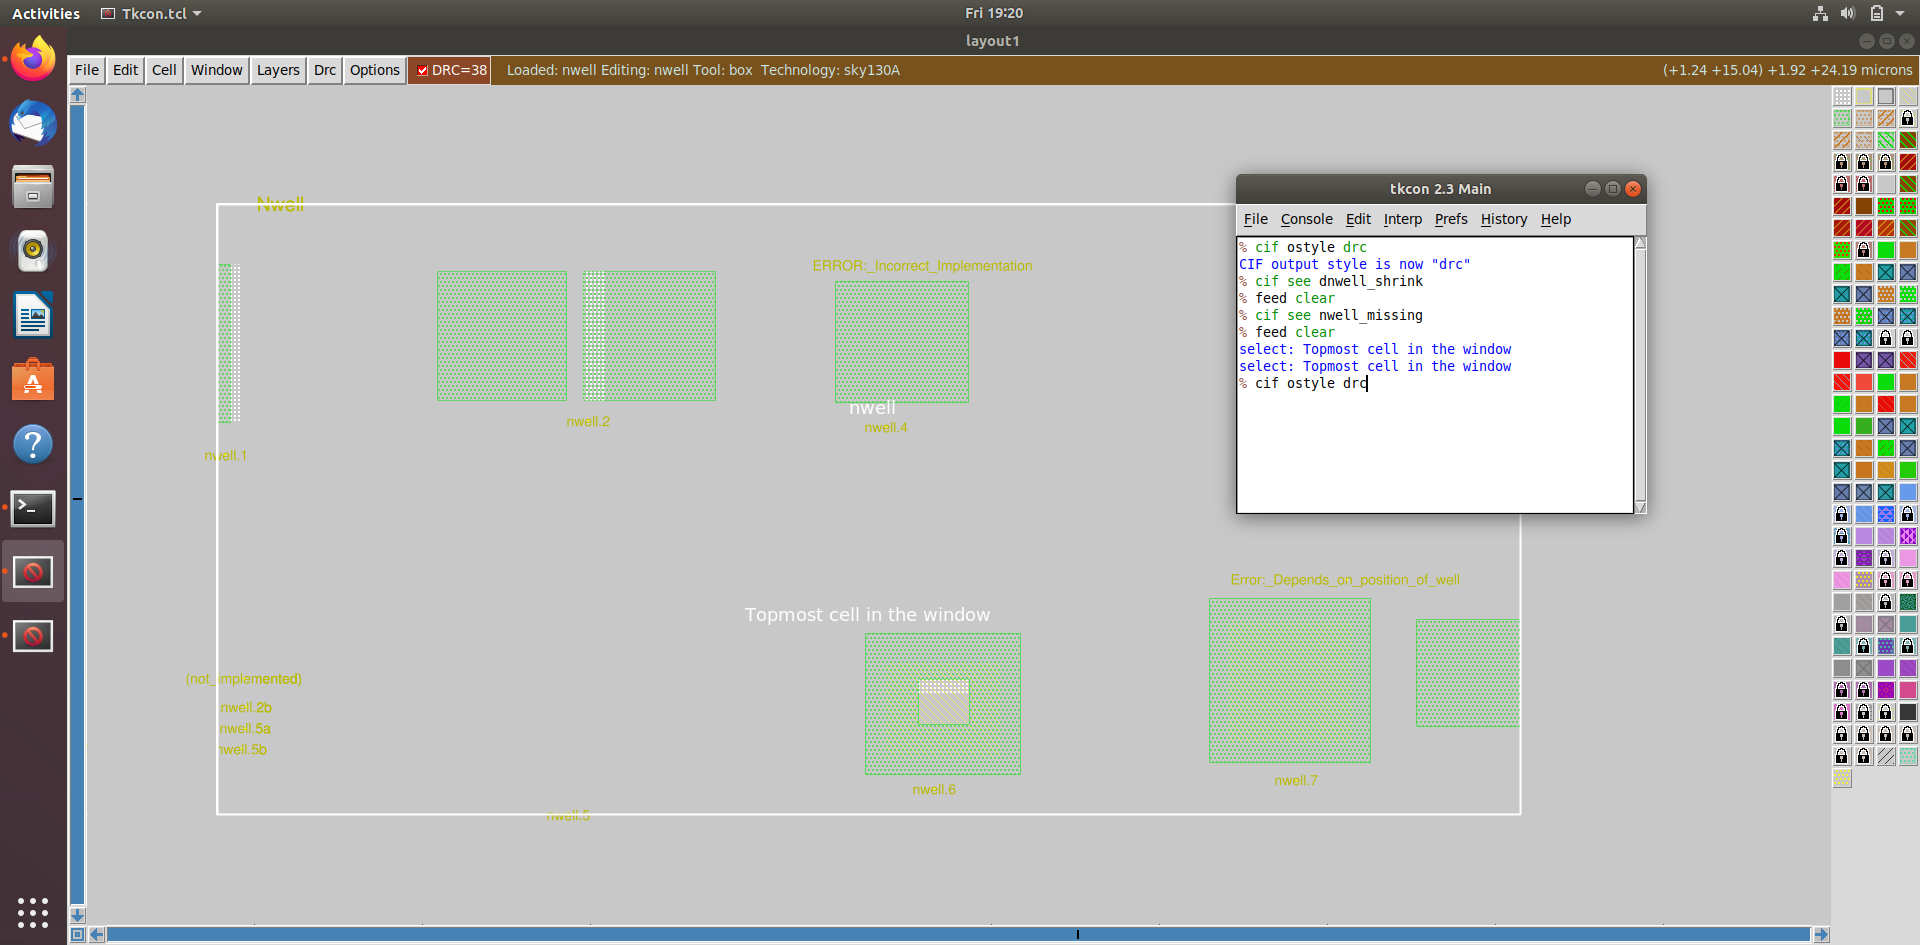 Activities
Tkcon.tcl
Fri 19:20
layout1
File Edit Cell Window Layers Drc Options DRC=38 Loaded: nwell Editing: nwell Tool: box Technology: sky130A (+1.24 +15.04) +1.92 +24.19 microns
Nwell
ERROR:_Incorrect_Implementation
nwell.1
nwell.2
nwell
nwell.4
tkcon 2.3 Main
File Console Edit Interp Prefs History Help
% cif ostyle drc
CIF output style is now "drc"
% cif see dnwell_shrink
% feed clear
% cif see nwell_missing
% feed clear
select: Topmost cell in the window
select: Topmost cell in the window
% cif ostyle drc
Error:_Depends_on_position_of_well
Topmost cell in the window
(not_implemented)
nwell.2b
nwell.5a
nwell.5b
nwell.6
nwell.7
nwell.5